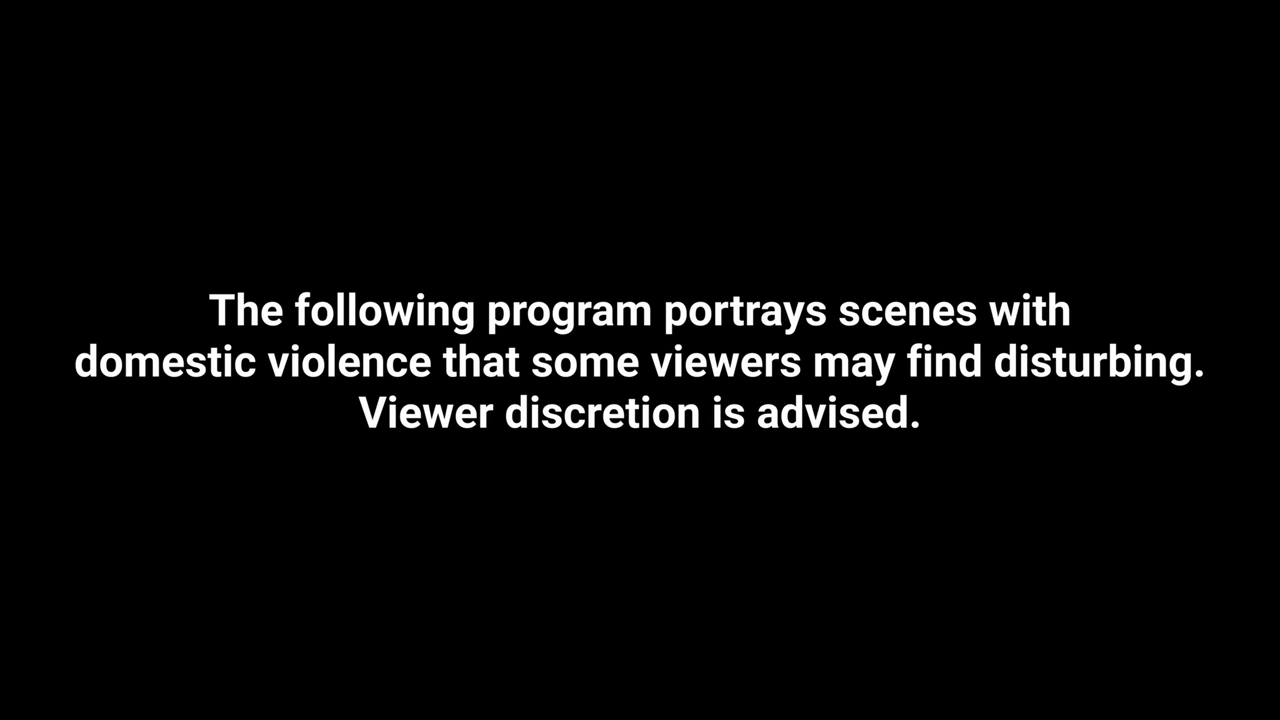 The following program portrays scenes with
domestic violence that some viewers may find disturbing.
Viewer discretion is advised.